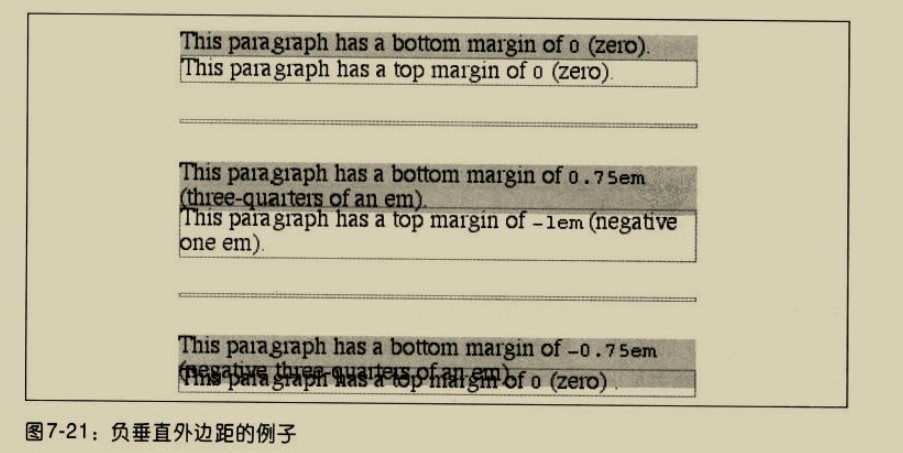 This paragraph has a bottom margin of 0 (zero).
This paragraph has a top margin of 0 (zero).
This paragraph has a bottom margin of 0.75em
(three-quarters of an em).
This paragraph has a top margin of -1em (negative
one em).
This paragraph has a bottom margin of -0.75em
(negative three-quarters of an em).
This paragraph has a top margin of 0 (zero)
图7-21：负垂直外边距的例子